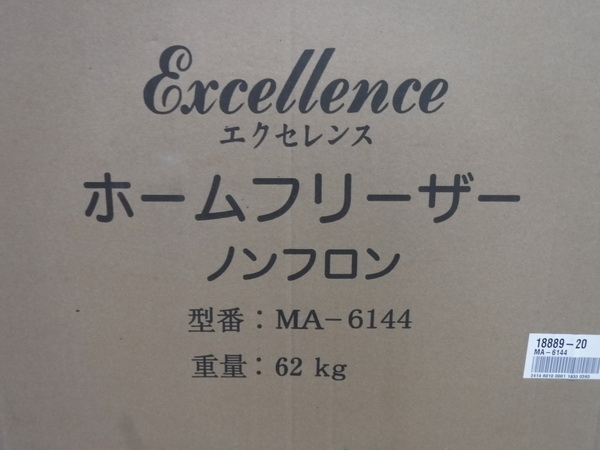 Excellence
エクセレンス
ホームフリーザー
ノンフロン
型番：MA-6144
重量：62 kg
18889-20
MA-6144